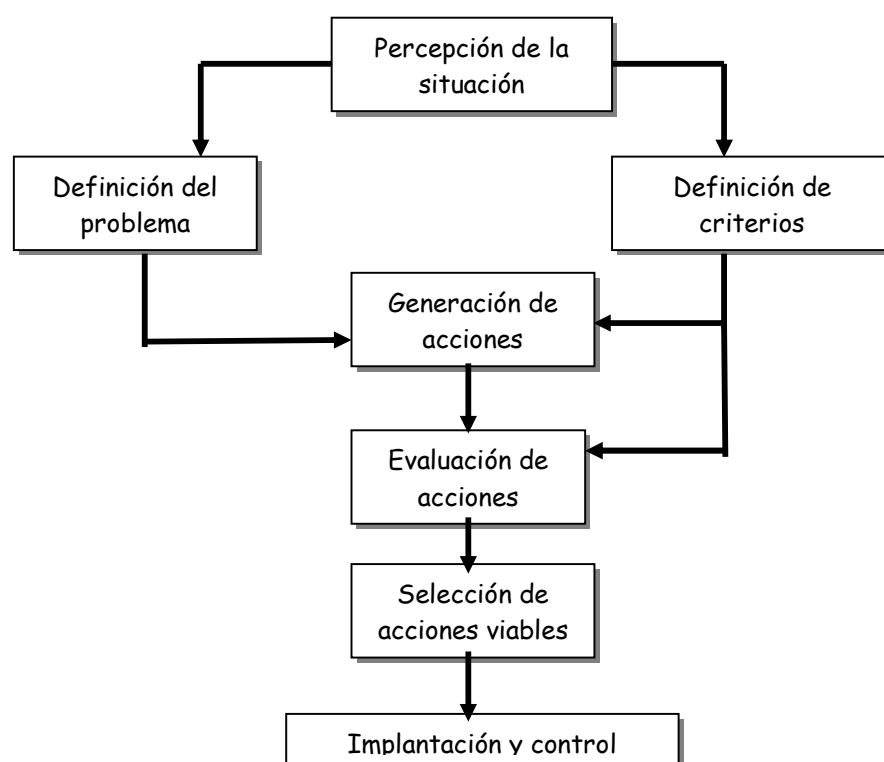 Percepción de la
situación
Definición del
problema
Definición de
criterios
Generación de
acciones
Evaluación de
acciones
Selección de
acciones viables
Implantación y control